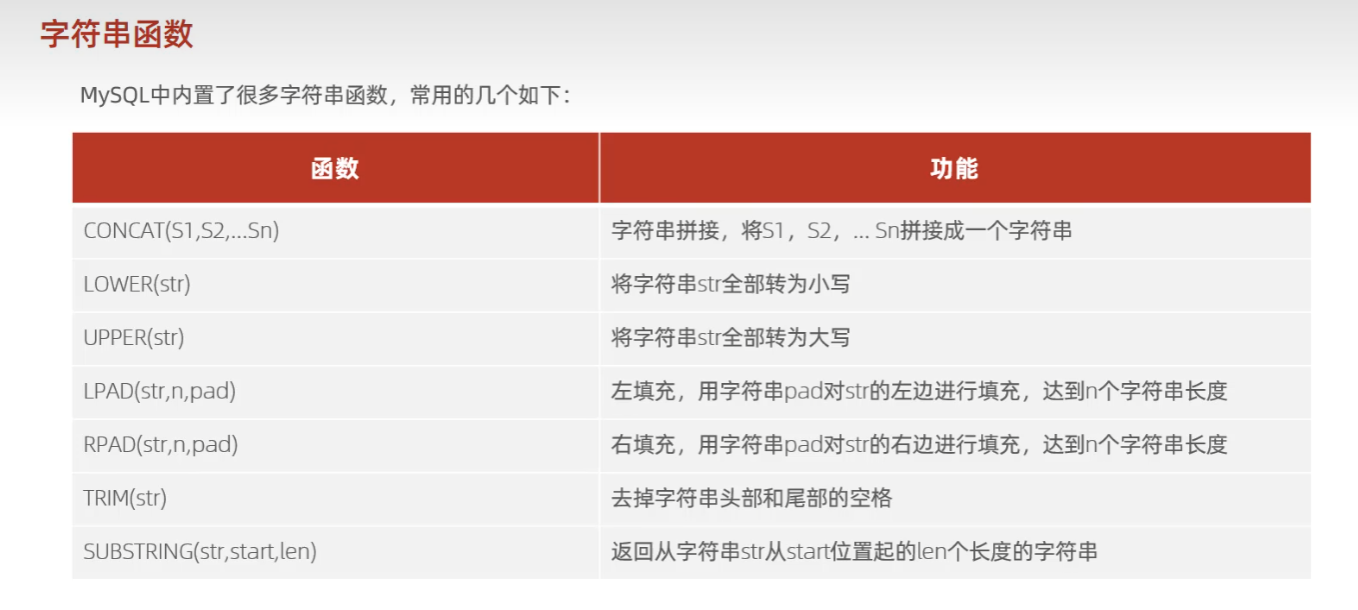 字符串函数
MySQL中内置了很多字符串函数，常用的几个如下：
函数 功能
CONCAT(S1,S2,...Sn) 字符串拼接，将S1，S2，... Sn拼接成一个字符串
LOWER(str) 将字符串str全部转为小写
UPPER(str) 将字符串str全部转为大写
LPAD(str,n,pad) 左填充，用字符串pad对str的左边进行填充，达到n个字符串长度
RPAD(str,n,pad) 右填充，用字符串pad对str的右边进行填充，达到n个字符串长度
TRIM(str) 去掉字符串头部和尾部的空格
SUBSTRING(str,start,len) 返回从字符串str从start位置起的len个长度的字符串